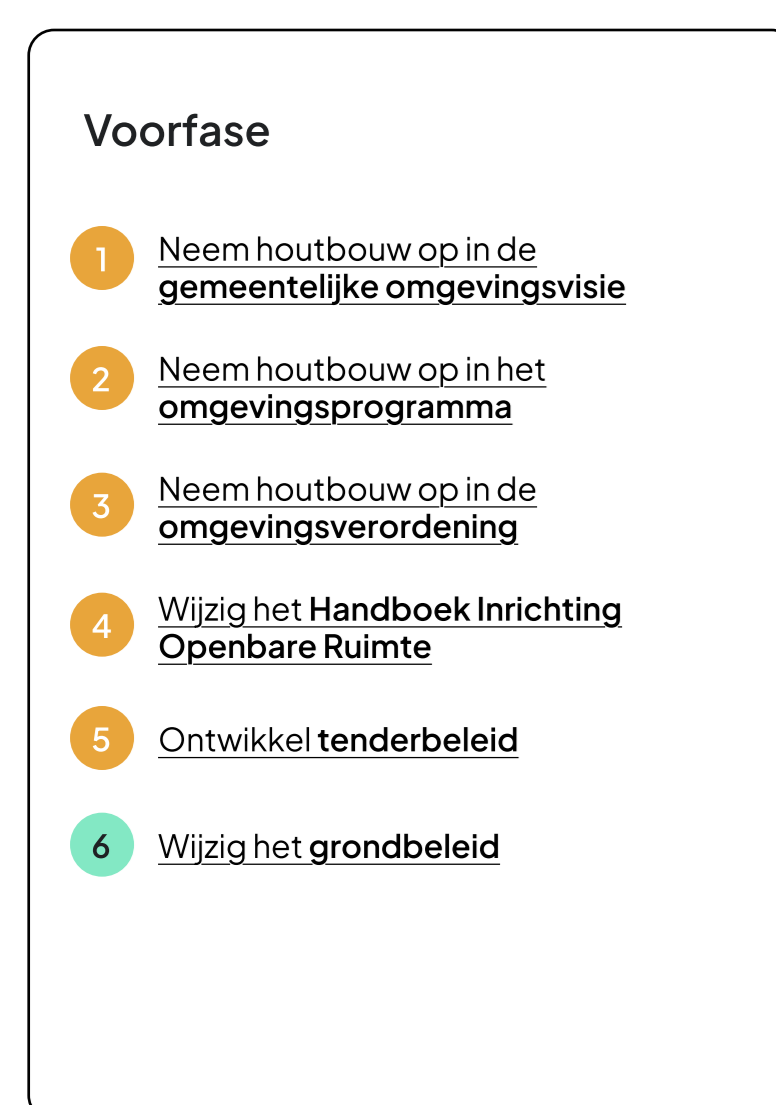 Voorfase
1 Neem houtbouw op in de
gemeentelijke omgevingsvisie
2 Neem houtbouw op in het
omgevingsprogramma
3 Neem houtbouw op in de
omgevingsverordening
4 Wijzig het Handboek Inrichting
Openbare Ruimte
5 Ontwikkel tenderbeleid
6 Wijzig het grondbeleid